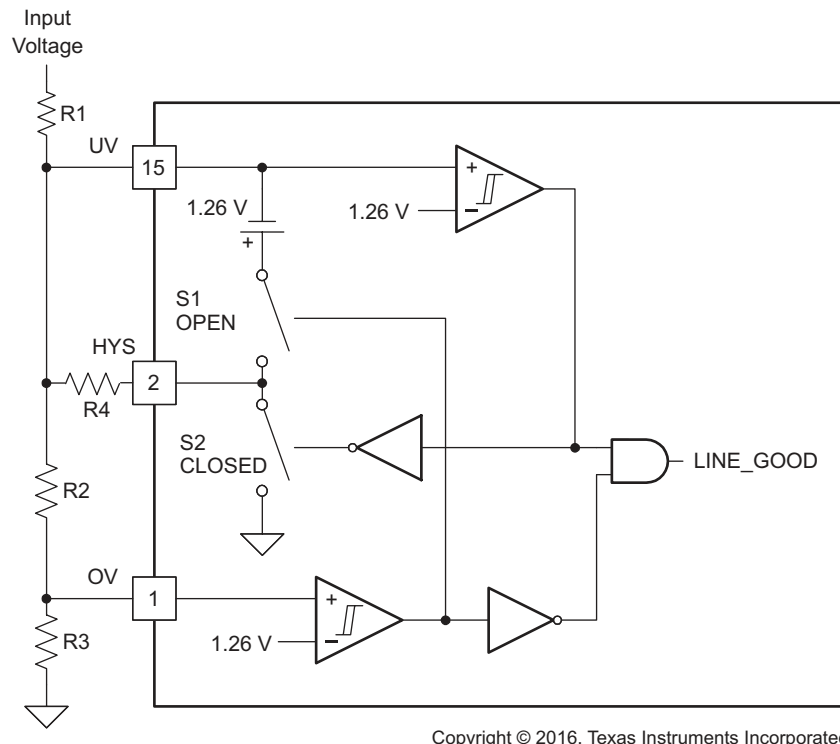 Input
Voltage
R1
UV
15
1.26 V
+
+
−
1.26 V
S1
OPEN
HYS
2
R4
S2
CLOSED
LINE_GOOD
R2
OV
1
+
−
1.26 V
R3
Copyright © 2016, Texas Instruments Incorporated